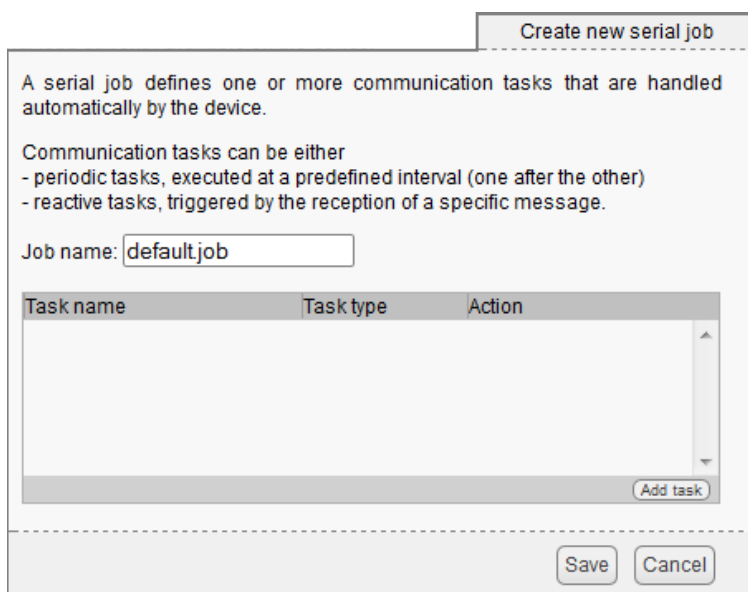 Create new serial job
A serial job defines one or more communication tasks that are handled
automatically by the device.
Communication tasks can be either
- periodic tasks, executed at a predefined interval (one after the other)
- reactive tasks, triggered by the reception of a specific message.
Job name: default.job
Task name Task type Action
Add task
Save Cancel